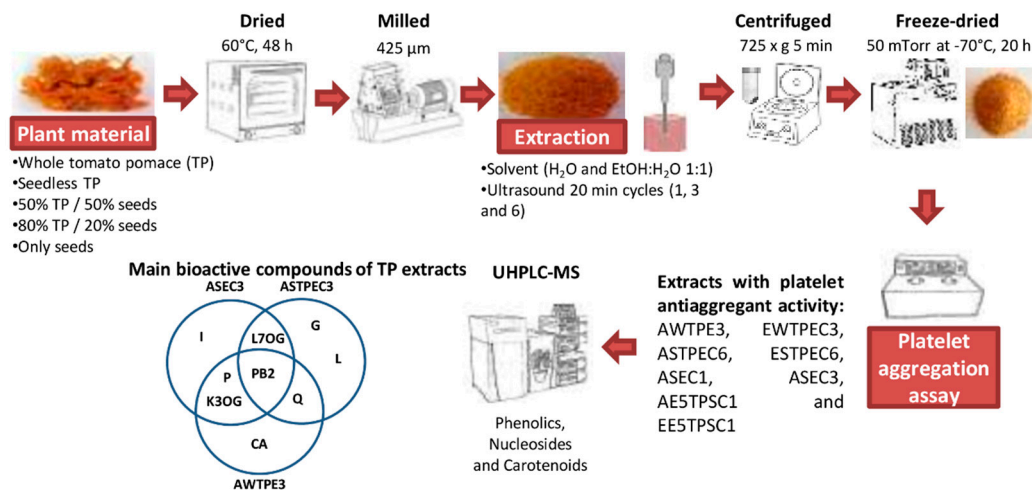 Dried
60°C, 48 h
Milled
425 µm
Centrifuged
725 x g 5 min
Freeze-dried
50 mTorr at -70°C, 20 h
Plant material
•Whole tomato pomace (TP)
•Seedless TP
•50% TP / 50% seeds
•80% TP / 20% seeds
•Only seeds
Extraction
•Solvent (H₂O and EtOH:H₂O 1:1)
•Ultrasound 20 min cycles (1, 3
and 6)
Platelet
aggregation
assay
Extracts with platelet
antiaggregant activity:
AWTPE3, EWTPEC3,
ASTPEC6, ESTPEC6,
ASEC1, ASEC3,
AE5TPSC1 and
EE5TPSC1
UHPLC-MS
Phenolics,
Nucleosides
and Carotenoids
Main bioactive compounds of TP extracts
ASEC3
ASTPEC3
I
L7OG
G
L
P
PB2
K3OG
Q
CA
AWTPE3